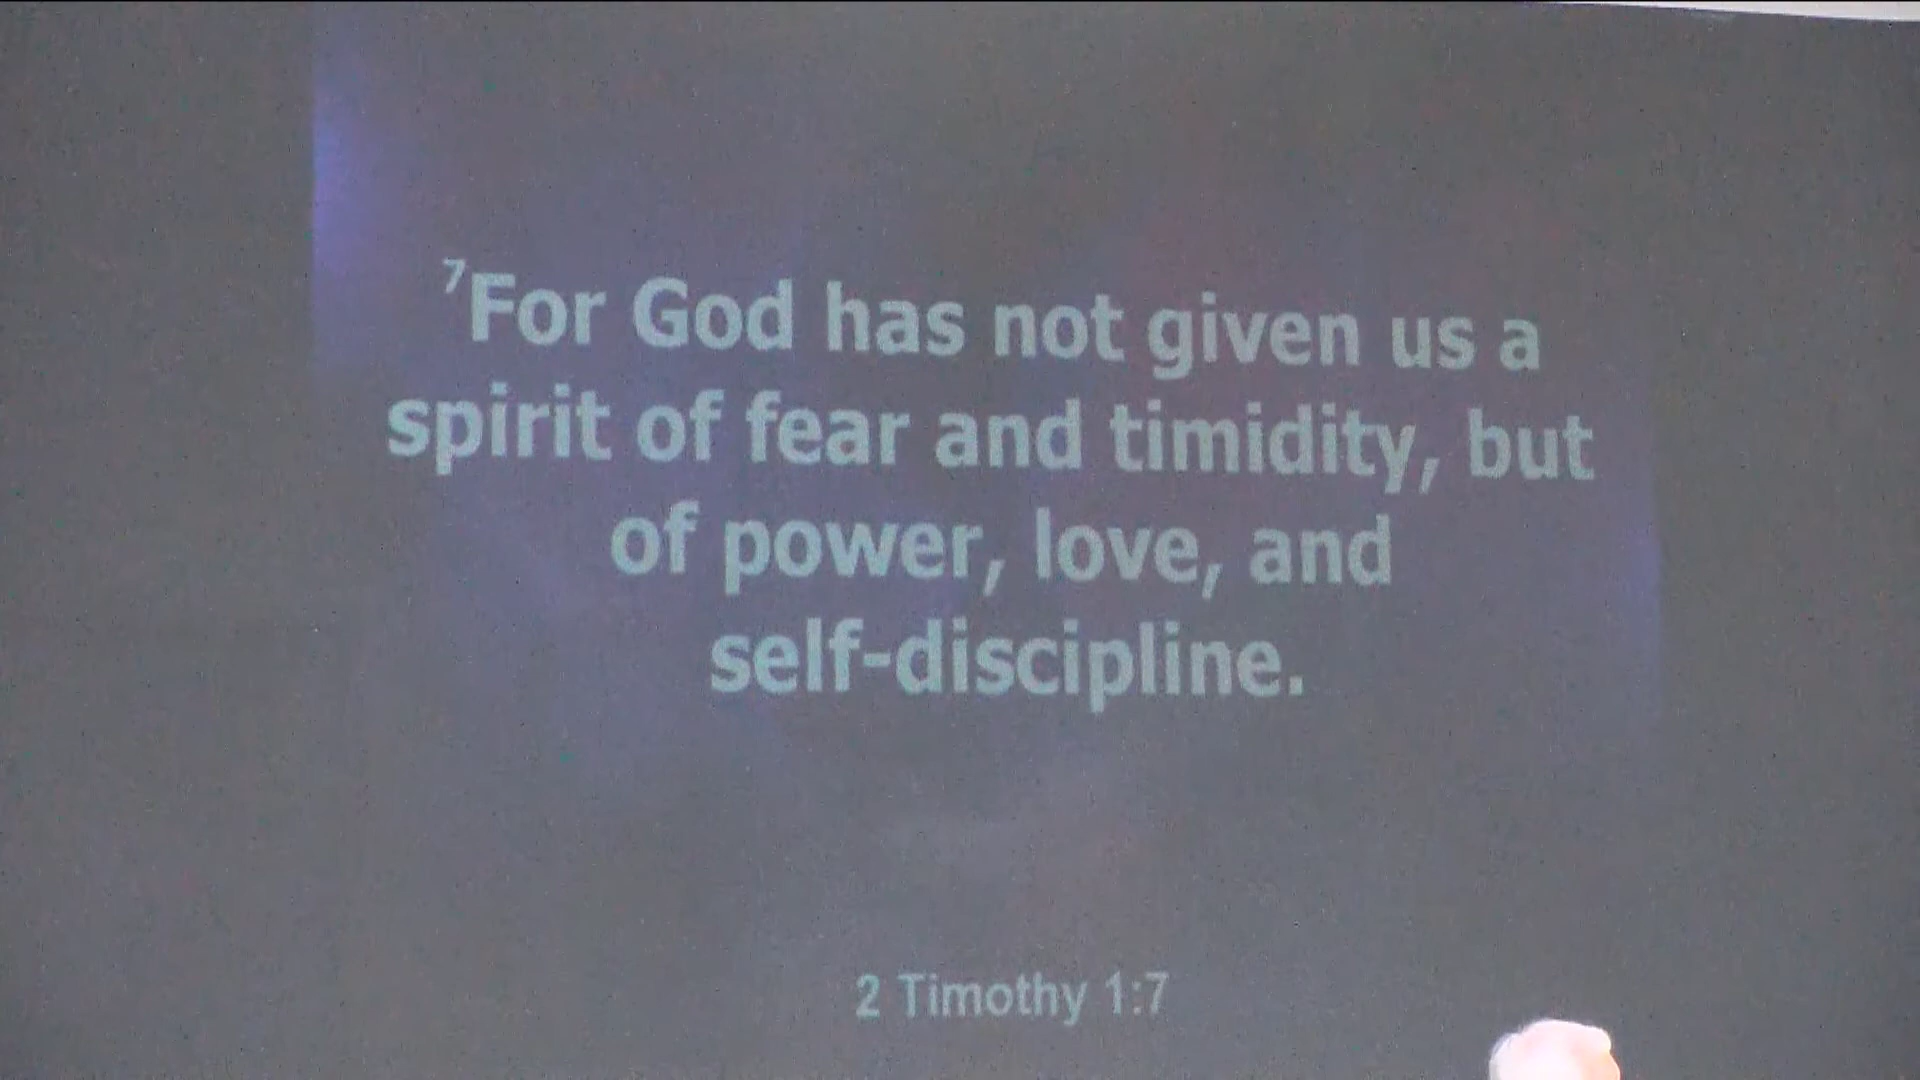 ⁷For God has not given us a
spirit of fear and timidity, but
of power, love, and
self-discipline.
2 Timothy 1:7